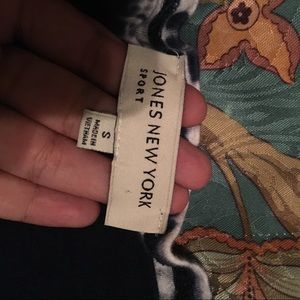 JONES NEW YORK
SPORT
S
MADE IN
VIETNAM